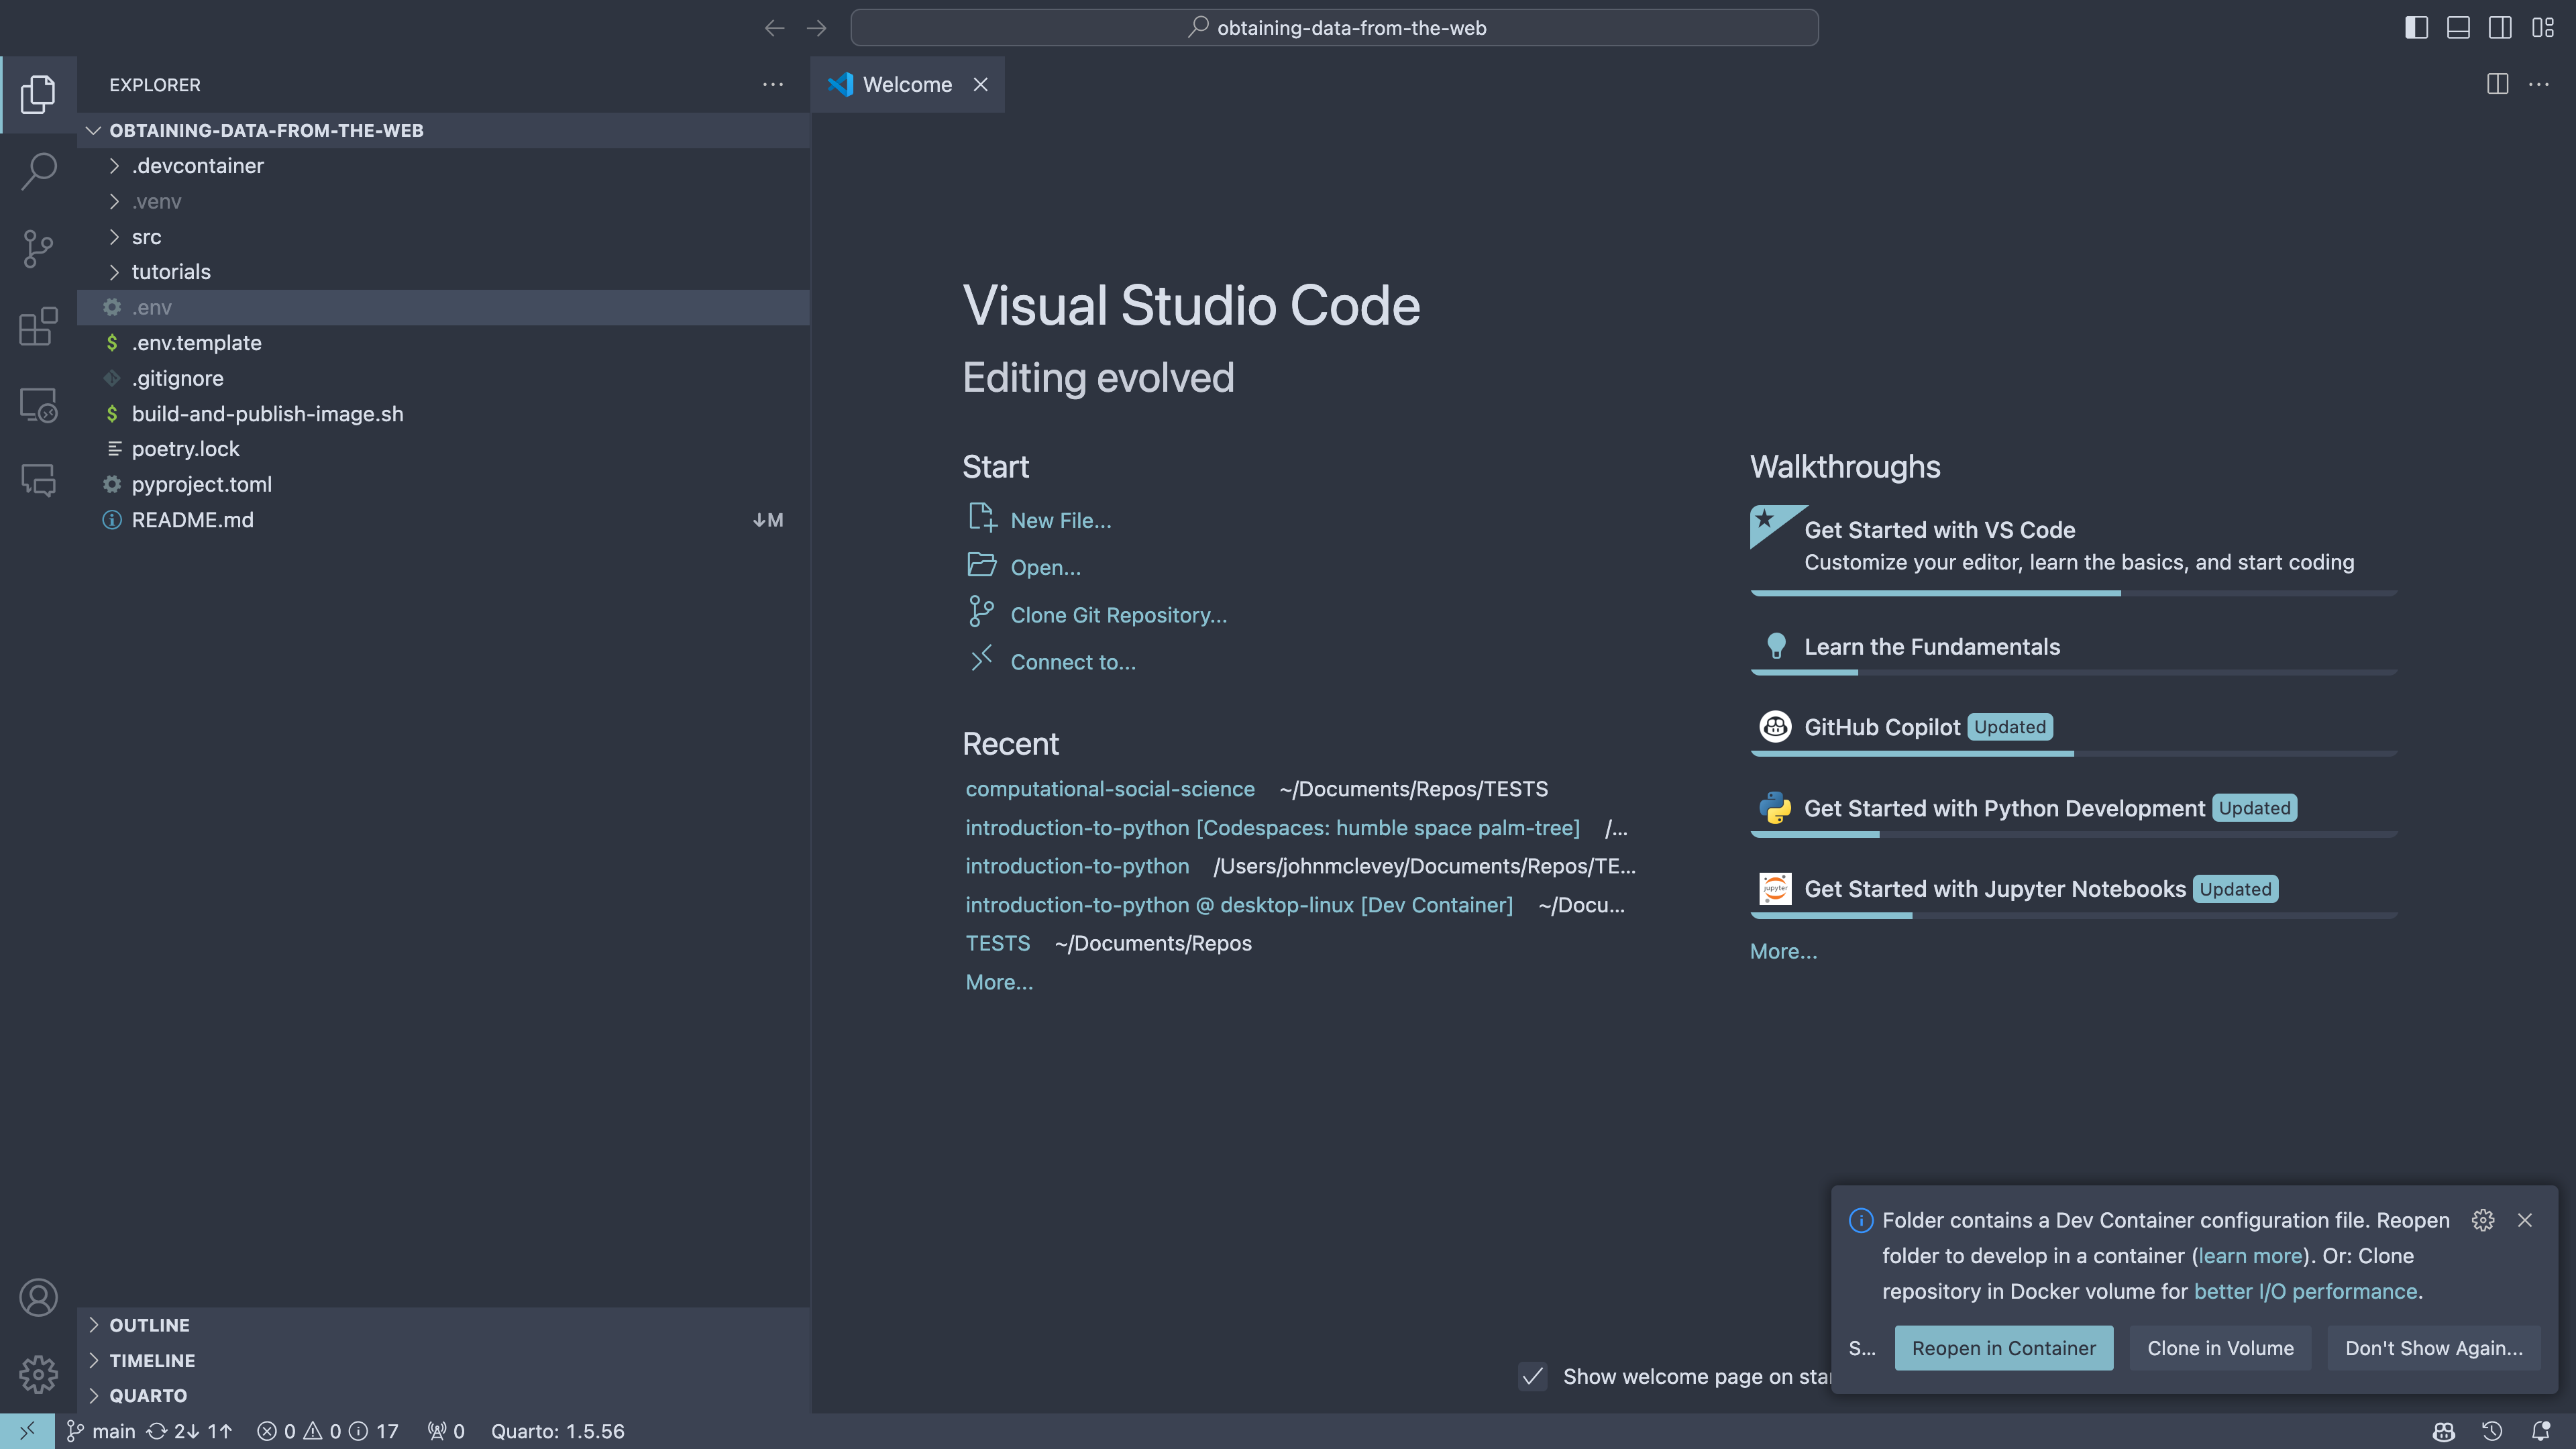 obtaining-data-from-the-web
EXPLORER
OBTAINING-DATA-FROM-THE-WEB
.devcontainer
.venv
src
tutorials
.env
.env.template
.gitignore
build-and-publish-image.sh
poetry.lock
pyproject.toml
README.md ↓M
OUTLINE
TIMELINE
QUARTO
Welcome
Visual Studio Code
Editing evolved
Start
New File...
Open...
Clone Git Repository...
Connect to...
Recent
computational-social-science ~/Documents/Repos/TESTS
introduction-to-python [Codespaces: humble space palm-tree] /...
introduction-to-python /Users/johnmclevey/Documents/Repos/TE...
introduction-to-python @ desktop-linux [Dev Container] ~/Docu...
TESTS ~/Documents/Repos
More...
Walkthroughs
Get Started with VS Code
Customize your editor, learn the basics, and start coding
Learn the Fundamentals
GitHub Copilot Updated
Get Started with Python Development Updated
jupyter
Get Started with Jupyter Notebooks Updated
More...
Show welcome page on star
Folder contains a Dev Container configuration file. Reopen
folder to develop in a container (learn more). Or: Clone
repository in Docker volume for better I/O performance.
S... Reopen in Container Clone in Volume Don't Show Again...
main 2↓ 1↑ 0 0 17 0 Quarto: 1.5.56